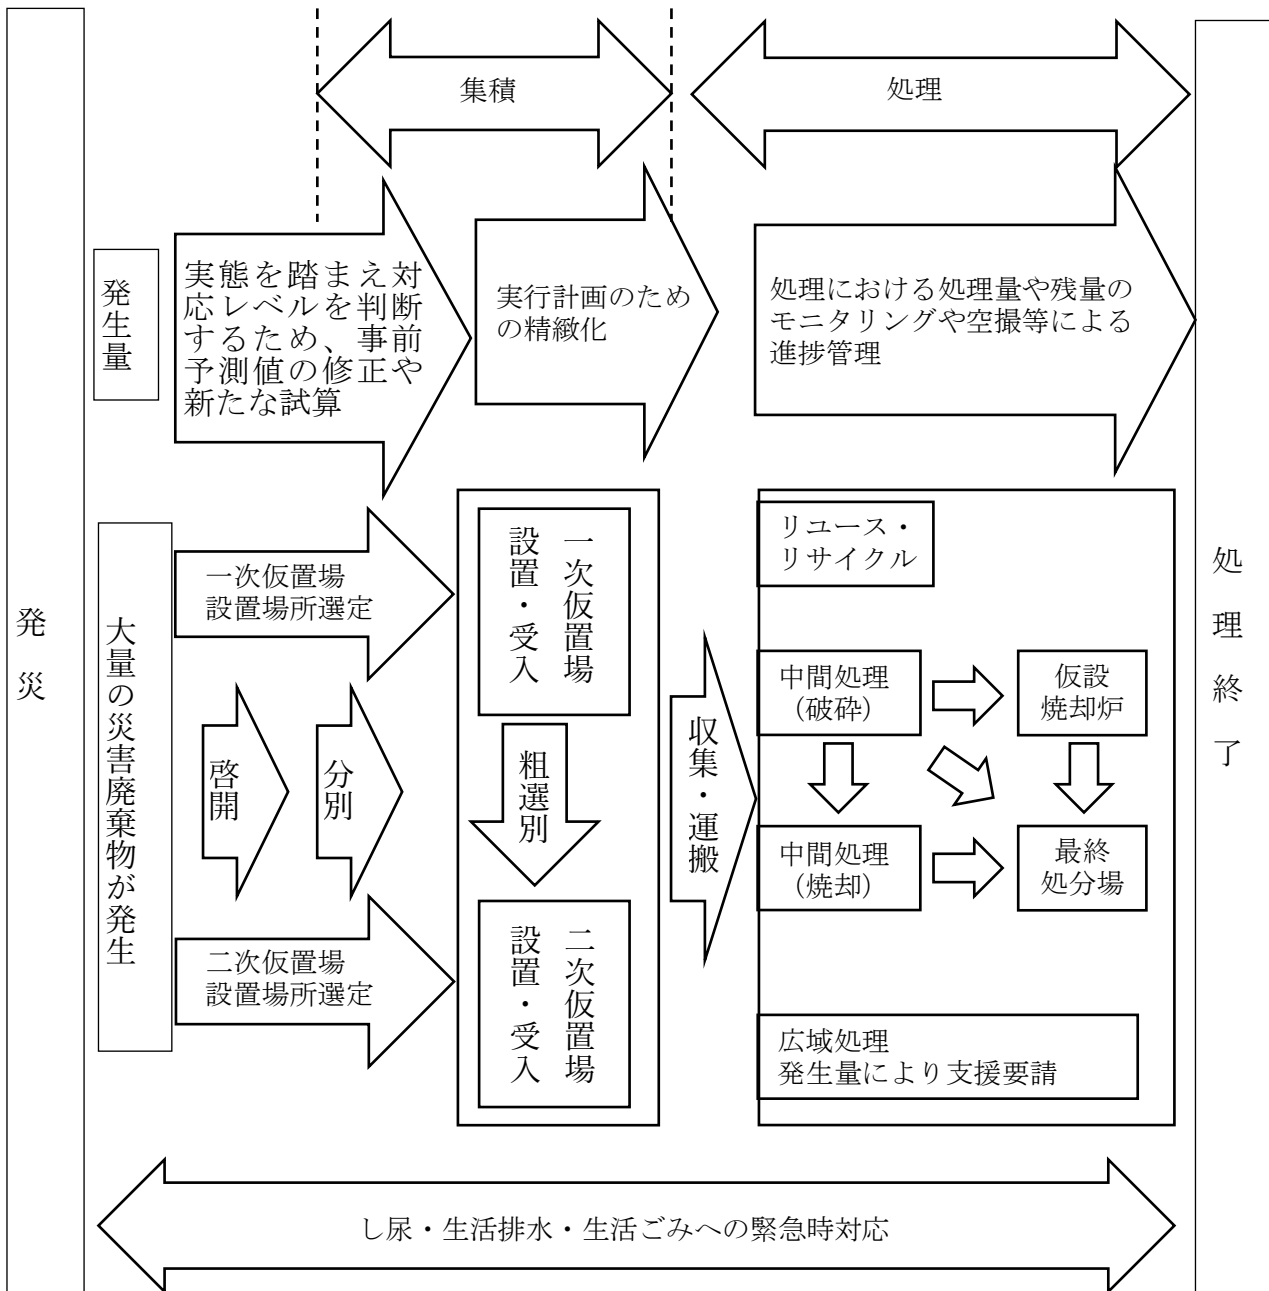 集積
処理
発災
発生量
実態を踏まえ対
応レベルを判断
するため、事前
予測値の修正や
新たな試算
実行計画のため
の精緻化
処理における処理量や残量の
モニタリングや空撮等による
進捗管理
大量の災害廃棄物が発生
一次仮置場
設置場所選定
啓開
分別
二次仮置場
設置場所選定
一次仮置場
設置・受入
粗選別
二次仮置場
設置・受入
収集・運搬
リユース・
リサイクル
中間処理
（破砕）
仮設
焼却炉
中間処理
（焼却）
最終
処分場
広域処理
発生量により支援要請
処理終了
し尿・生活排水・生活ごみへの緊急時対応